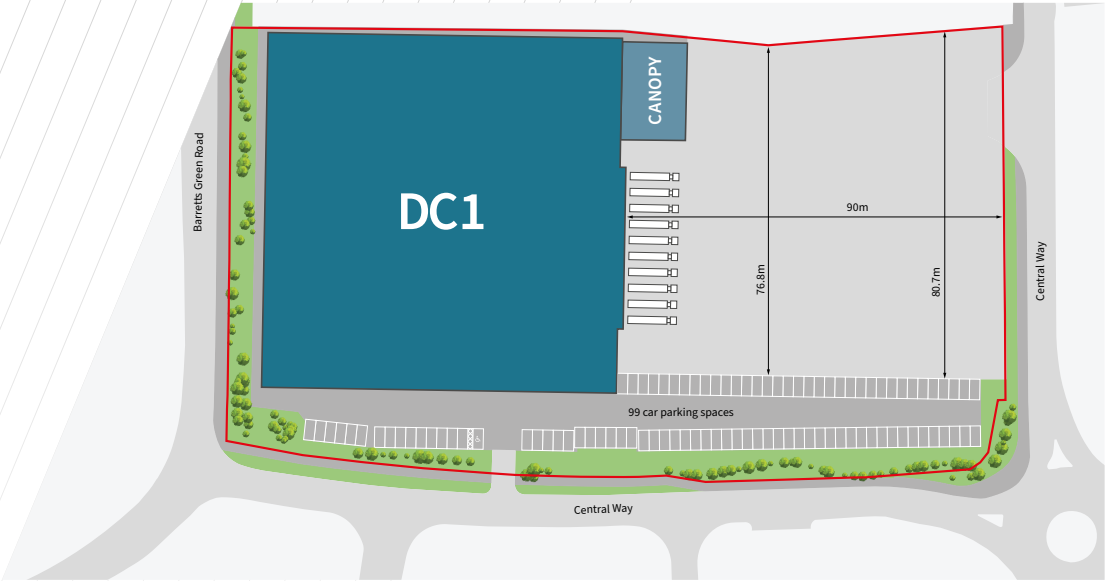 CANOPY
Barretts Green Road
DC1
90m
76.8m
80.7m
Central Way
99 car parking spaces
Central Way